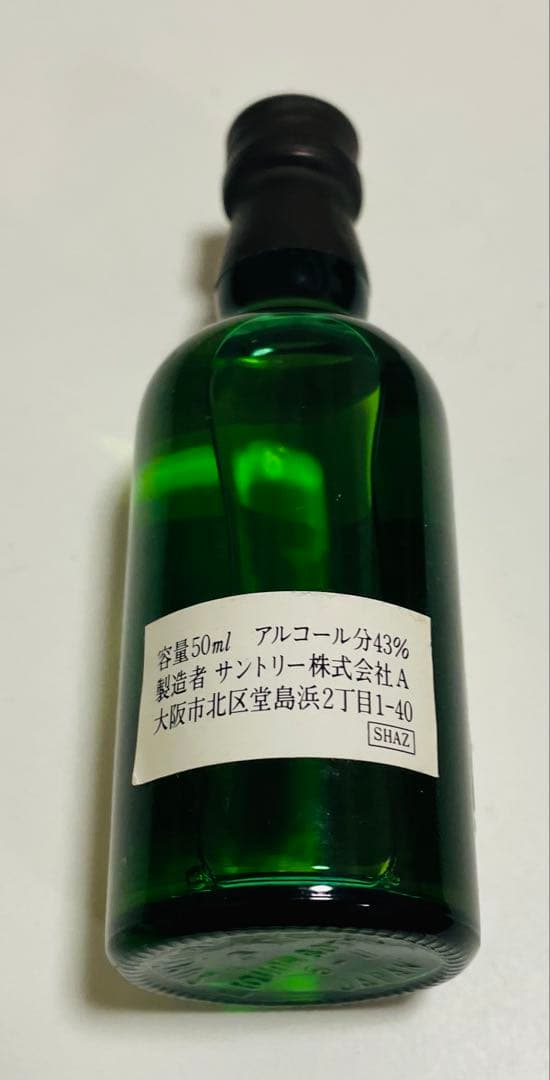 容量50ml アルコール分43%
製造者 サントリー株式会社A
大阪市北区堂島浜2丁目1-40
SHAZ